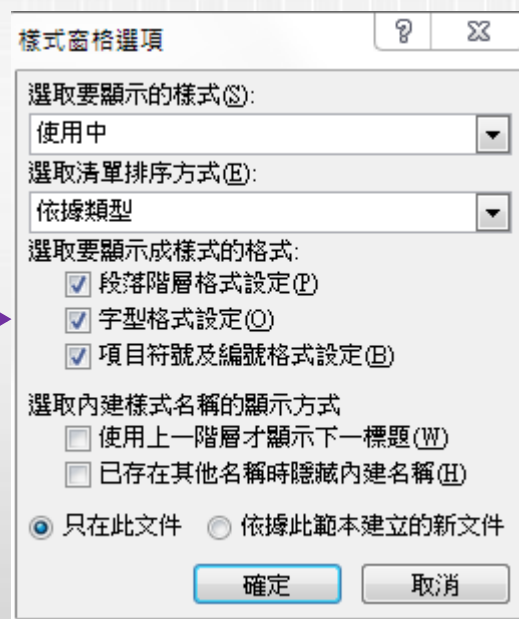 樣式窗格選項
選取要顯示的樣式(S):
使用中
選取清單排序方式(E):
依據類型
選取要顯示成樣式的格式:
段落階層格式設定(P)
字型格式設定(O)
項目符號及編號格式設定(B)
選取內建樣式名稱的顯示方式
使用上一階層才顯示下一標題(W)
已存在其他名稱時隱藏內建名稱(H)
只在此文件 依據此範本建立的新文件
確定 取消